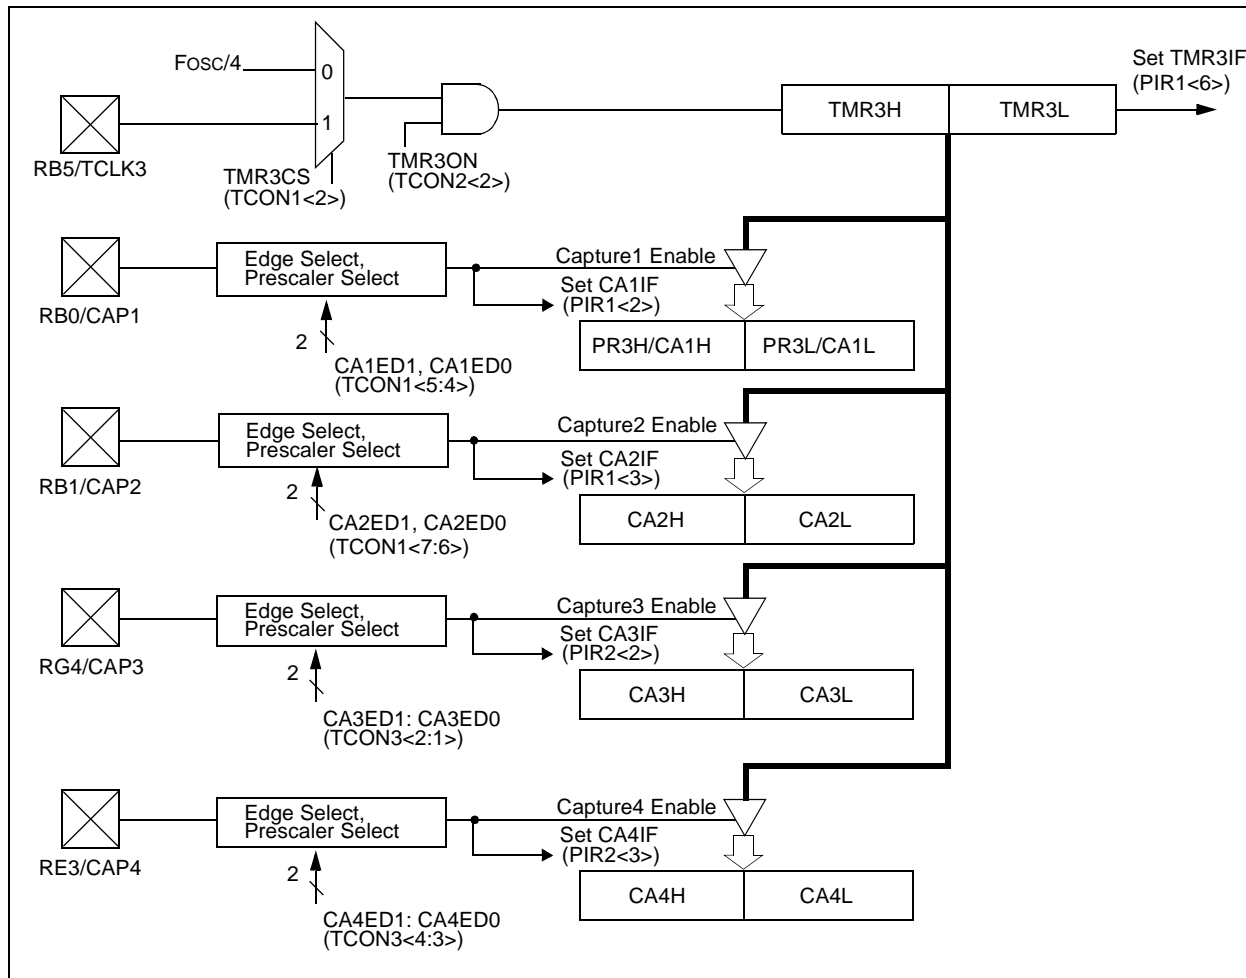 FOSC/4
0
1
RB5/TCLK3
TMR3CS
(TCON1<2>)
TMR3ON
(TCON2<2>)
TMR3H
TMR3L
Set TMR3IF
(PIR1<6>)
RB0/CAP1
Edge Select,
Prescaler Select
2
CA1ED1, CA1ED0
(TCON1<5:4>)
Capture1 Enable
Set CA1IF
(PIR1<2>)
PR3H/CA1H
PR3L/CA1L
RB1/CAP2
Edge Select,
Prescaler Select
2
CA2ED1, CA2ED0
(TCON1<7:6>)
Capture2 Enable
Set CA2IF
(PIR1<3>)
CA2H
CA2L
RG4/CAP3
Edge Select,
Prescaler Select
2
CA3ED1: CA3ED0
(TCON3<2:1>)
Capture3 Enable
Set CA3IF
(PIR2<2>)
CA3H
CA3L
RE3/CAP4
Edge Select,
Prescaler Select
2
CA4ED1: CA4ED0
(TCON3<4:3>)
Capture4 Enable
Set CA4IF
(PIR2<3>)
CA4H
CA4L